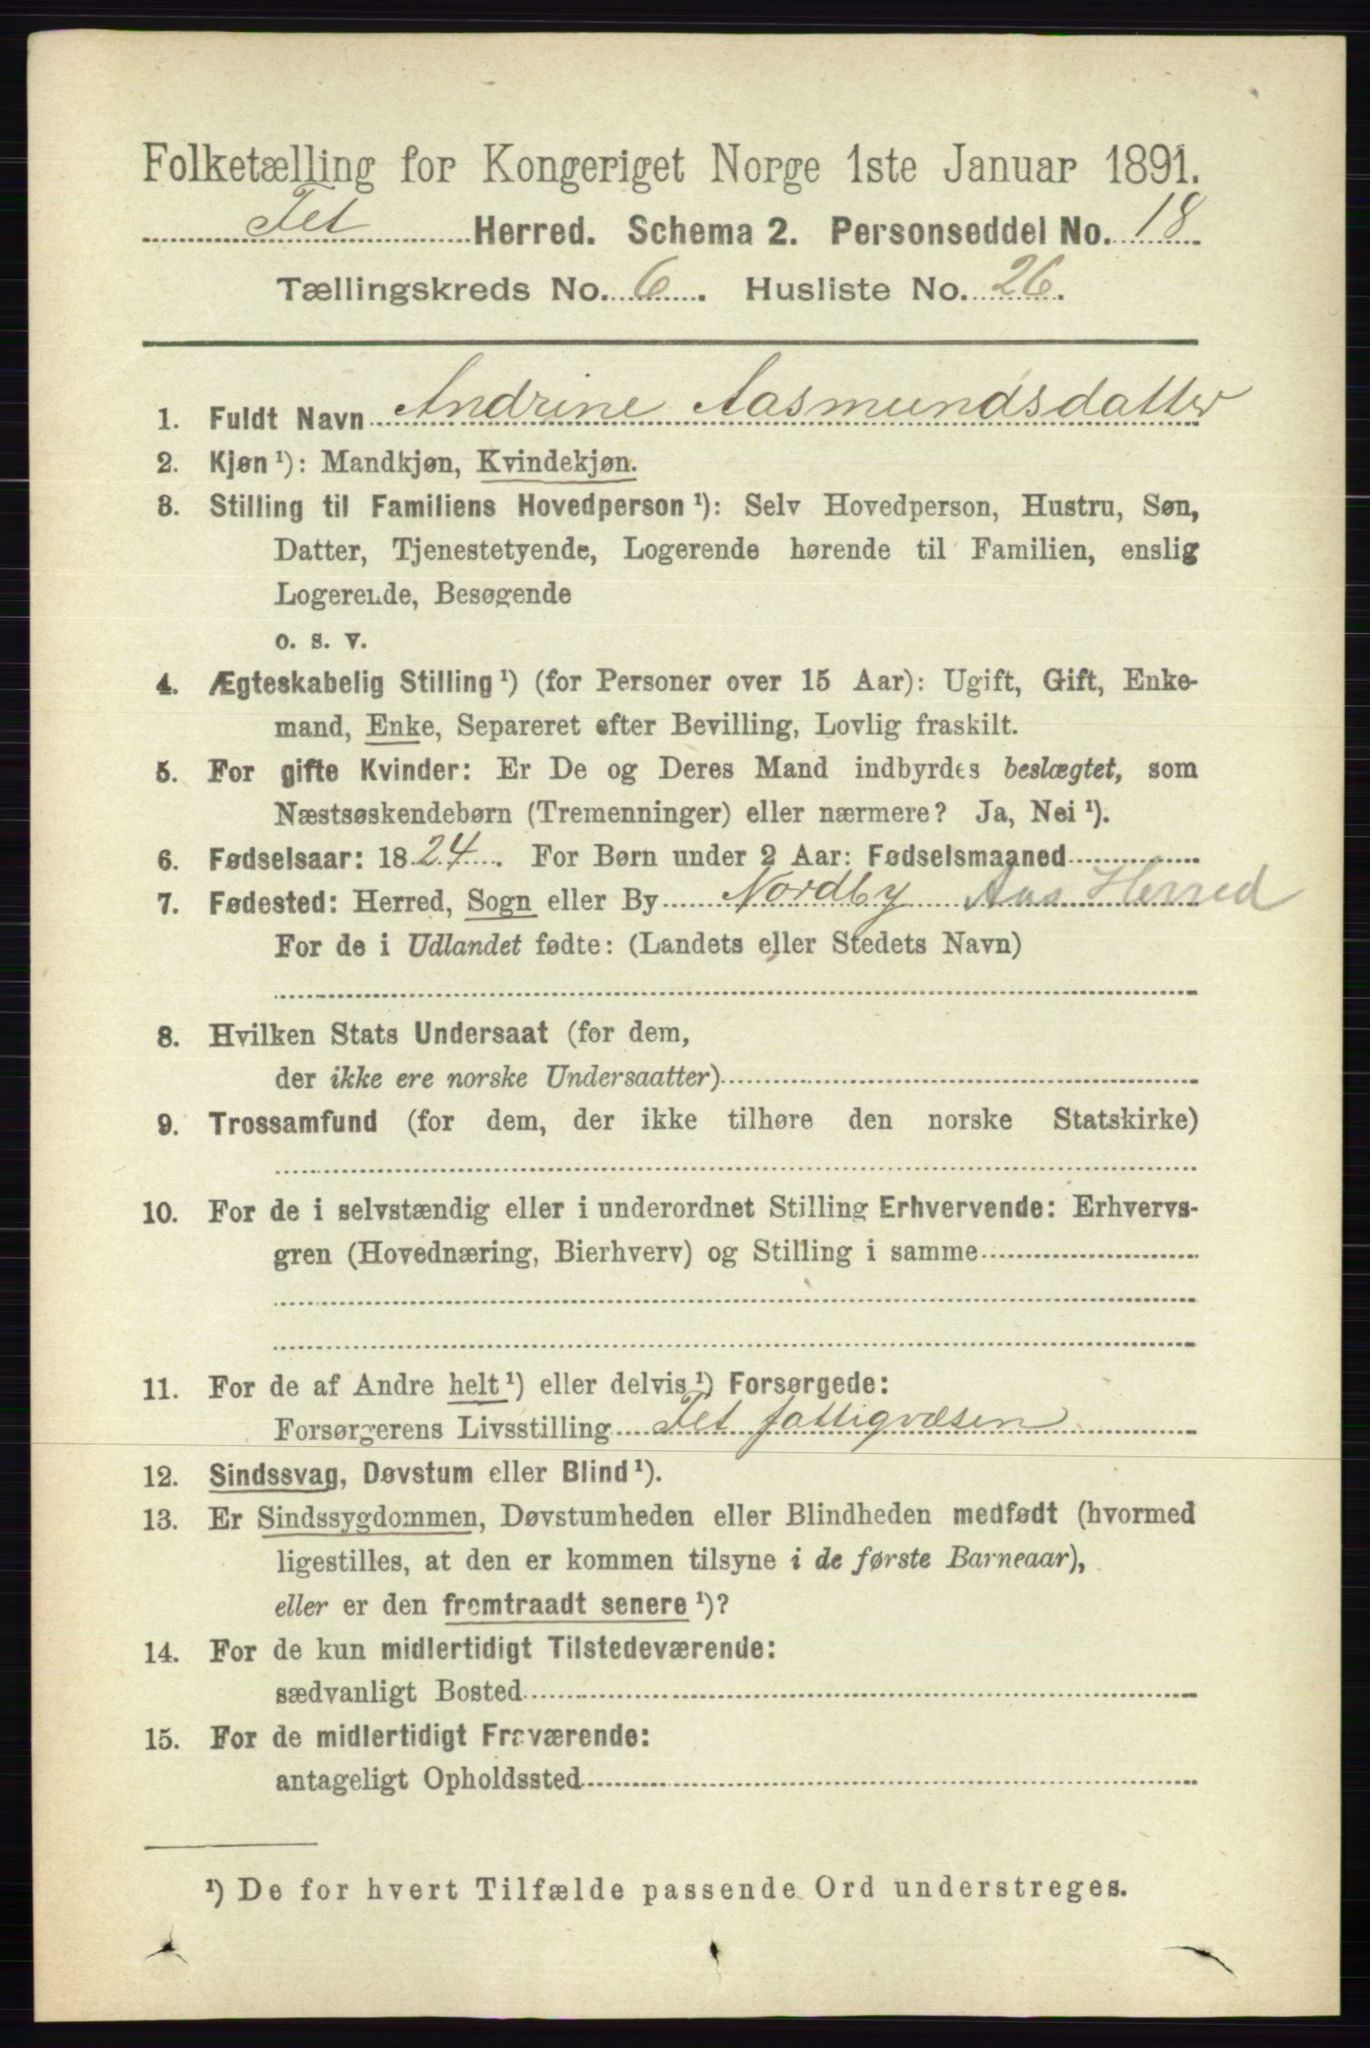 Folketælling for Kongeriget Norge 1ste Januar 1891.
Fet Herred. Schema 2. Personseddel No. 18
Tællingskreds No. 6. Husliste No. 26.
1. Fuldt Navn Andrine Aasmundsdatter
2. Kjøn ¹): Mandkjøn, Kvindekjøn.
3. Stilling til Familiens Hovedperson ¹): Selv Hovedperson, Hustru, Søn,
Datter, Tjenestetyende, Logerende hørende til Familien, enslig
Logerende, Besøgende
o. s. v.
4. Ægteskabelig Stilling ¹) (for Personer over 15 Aar): Ugift, Gift, Enke-
mand, Enke, Separeret efter Bevilling, Lovlig fraskilt.
5. For gifte Kvinder: Er De og Deres Mand indbyrdes beslægtet, som
Næstsøskendebørn (Tremenninger) eller nærmere? Ja, Nei ¹).
6. Fødselsaar: 1824. For Børn under 2 Aar: Fødselsmaaned
7. Fødested: Herred, Sogn eller By Nordby Aas Herred
For de i Udlandet fødte: (Landets eller Stedets Navn)
8. Hvilken Stats Undersaat (for dem,
der ikke ere norske Undersaatter)
9. Trossamfund (for dem, der ikke tilhøre den norske Statskirke)
10. For de i selvstændig eller i underordnet Stilling Erhvervende: Erhvervs-
gren (Hovednæring, Bierhverv) og Stilling i samme
11. For de af Andre helt ¹) eller delvis ¹) Forsørgede:
Forsørgerens Livsstilling Fet fattigvæsen
12. Sindssvag, Døvstum eller Blind ¹).
13. Er Sindssygdommen, Døvstumheden eller Blindheden medfødt (hvormed
ligestilles, at den er kommen tilsyne i de første Barneaar),
eller er den fremtraadt senere ¹)?
14. For de kun midlertidigt Tilstedeværende:
sædvanligt Bosted
15. For de midlertidigt Fraværende:
antageligt Opholdssted
¹) De for hvert Tilfælde passende Ord understreges.